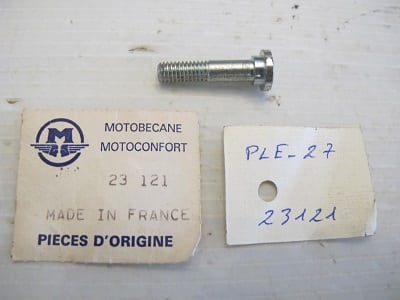 M
MOTOBECANE
MOTOCONFORT
23 121
MADE IN FRANCE
PIECES D'ORIGINE
PLE-27
23121